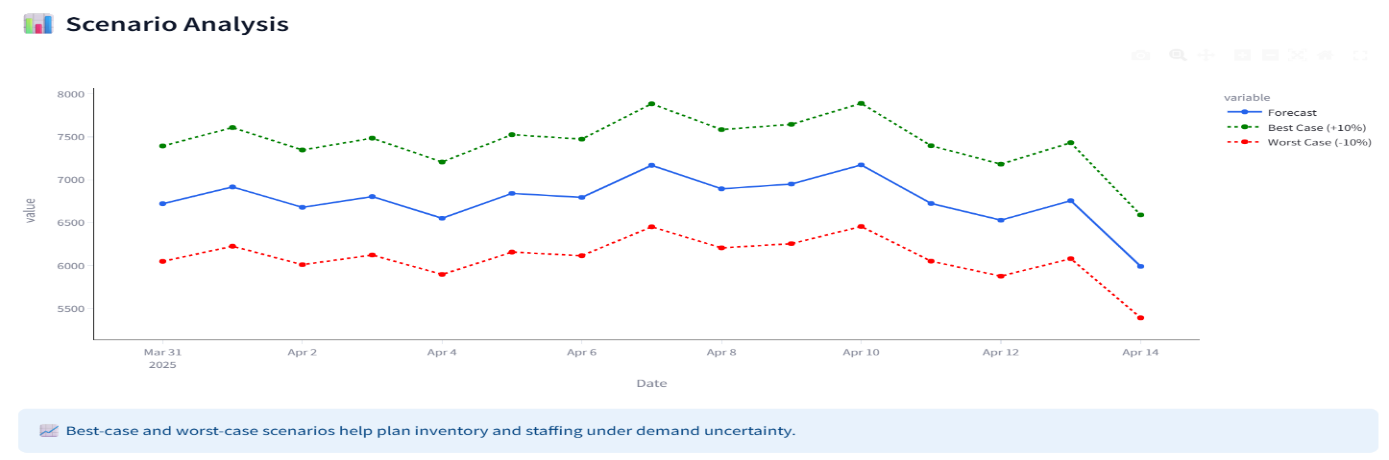 Scenario Analysis
8000
7500
7000
6500
6000
5500
value
Mar 31
2025
Apr 2
Apr 4
Apr 6
Apr 8
Apr 10
Apr 12
Apr 14
Date
variable
Forecast
Best Case (+10%)
Worst Case (-10%)
Best-case and worst-case scenarios help plan inventory and staffing under demand uncertainty.